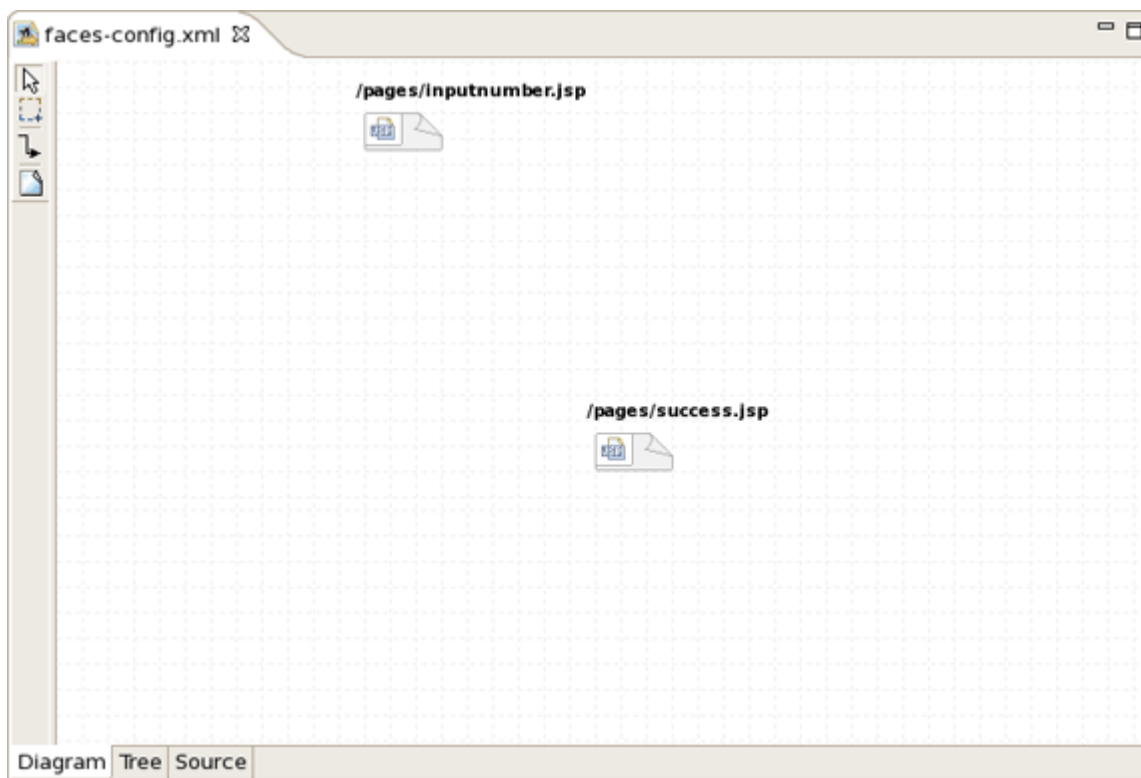 faces-config.xml
/pages/inputnumber.jsp
/pages/success.jsp
Diagram Tree Source